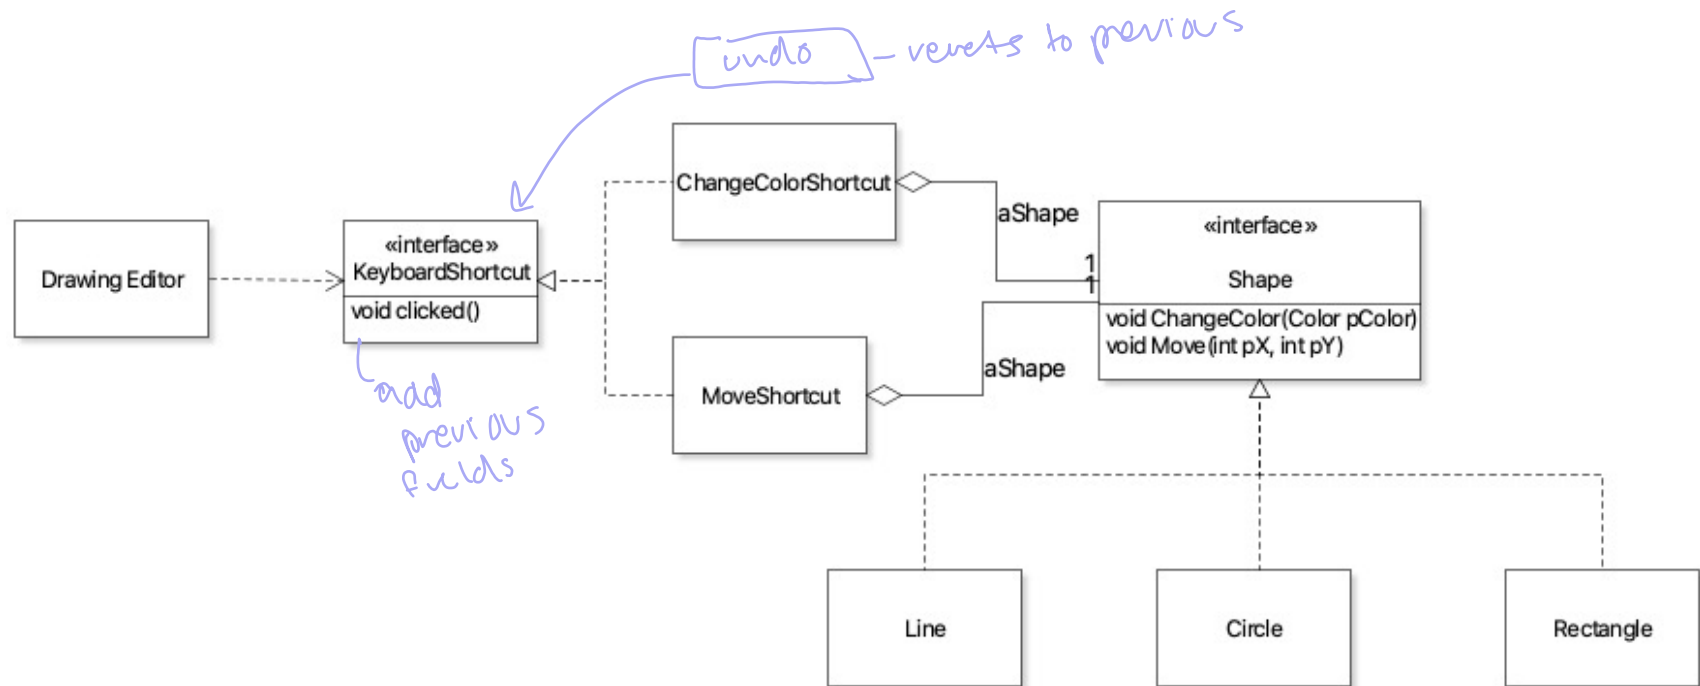 undo – reverts to previous
ChangeColorShortcut
aShape
«interface»
Shape
1
1
void ChangeColor(Color pColor)
void Move(int pX, int pY)
Drawing Editor
«interface»
KeyboardShortcut
void clicked()
add
previous
fields
MoveShortcut
aShape
Line
Circle
Rectangle